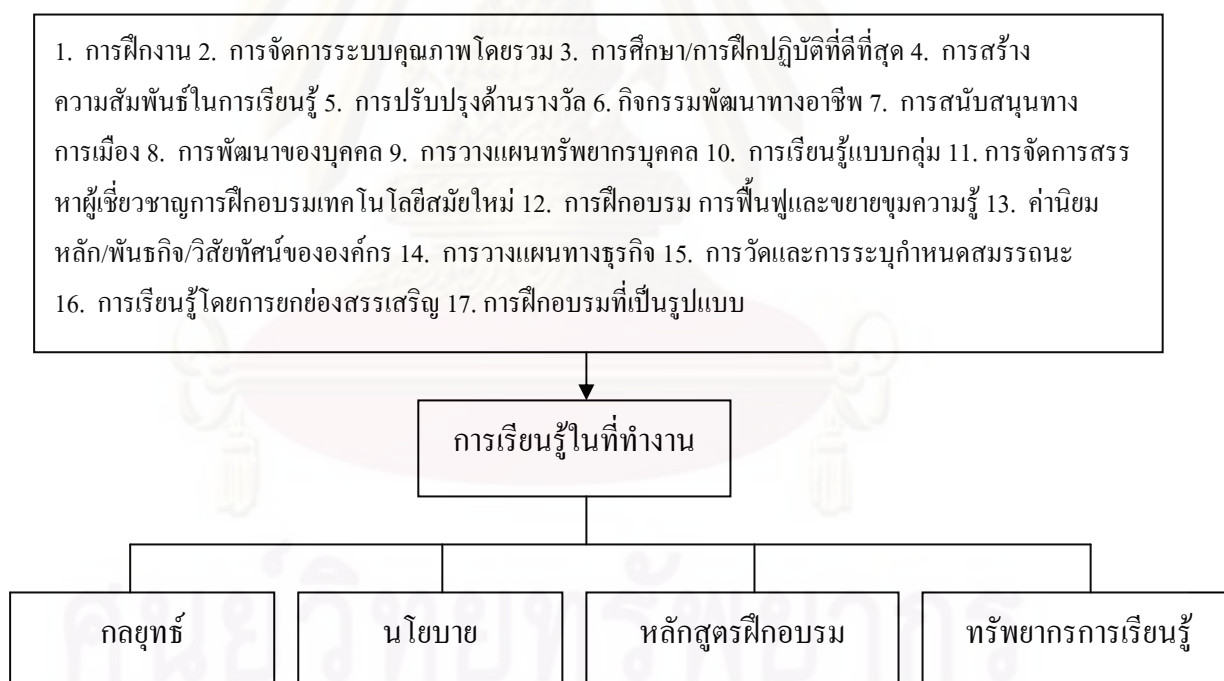 1. การฝึกงาน 2. การจัดการระบบคุณภาพโดยรวม 3. การศึกษา/การฝึกปฏิบัติที่ดีที่สุด 4. การสร้าง
ความสัมพันธ์ในการเรียนรู้ 5. การปรับปรุงด้านรางวัล 6. กิจกรรมพัฒนาทางอาชีพ 7. การสนับสนุนทาง
การเมือง 8. การพัฒนาของบุคคล 9. การวางแผนทรัพยากรบุคคล 10. การเรียนรู้แบบกลุ่ม 11. การจัดการสรร
หาผู้เชี่ยวชาญการฝึกอบรมเทคโนโลยีสมัยใหม่ 12. การฝึกอบรม การฟื้นฟูและขยายขุมความรู้ 13. ค่านิยม
หลัก/พันธกิจ/วิสัยทัศน์ขององค์กร 14. การวางแผนทางธุรกิจ 15. การวัดและการระบุกำหนดสมรรถนะ
16. การเรียนรู้โดยการยกย่องสรรเสริญ 17. การฝึกอบรมที่เป็นรูปแบบ
การเรียนรู้ในที่ทำงาน
กลยุทธ์ นโยบาย หลักสูตรฝึกอบรม ทรัพยากรการเรียนรู้
ศูนย์วิทยทรัพยากร